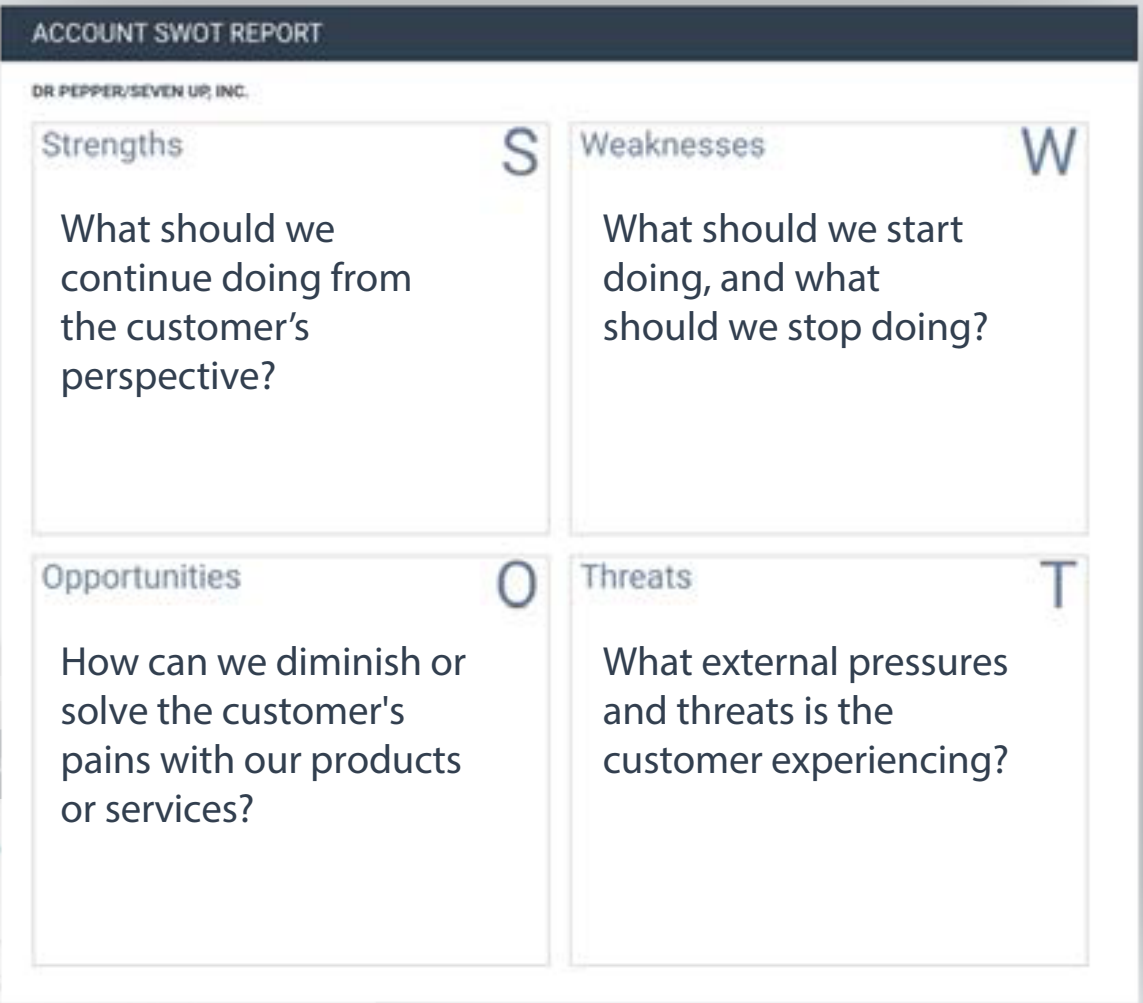 ACCOUNT SWOT REPORT
DR PEPPER/SEVEN UP, INC.
Strengths S
What should we
continue doing from
the customer’s
perspective?
Weaknesses W
What should we start
doing, and what
should we stop doing?
Opportunities O
How can we diminish or
solve the customer's
pains with our products
or services?
Threats T
What external pressures
and threats is the
customer experiencing?